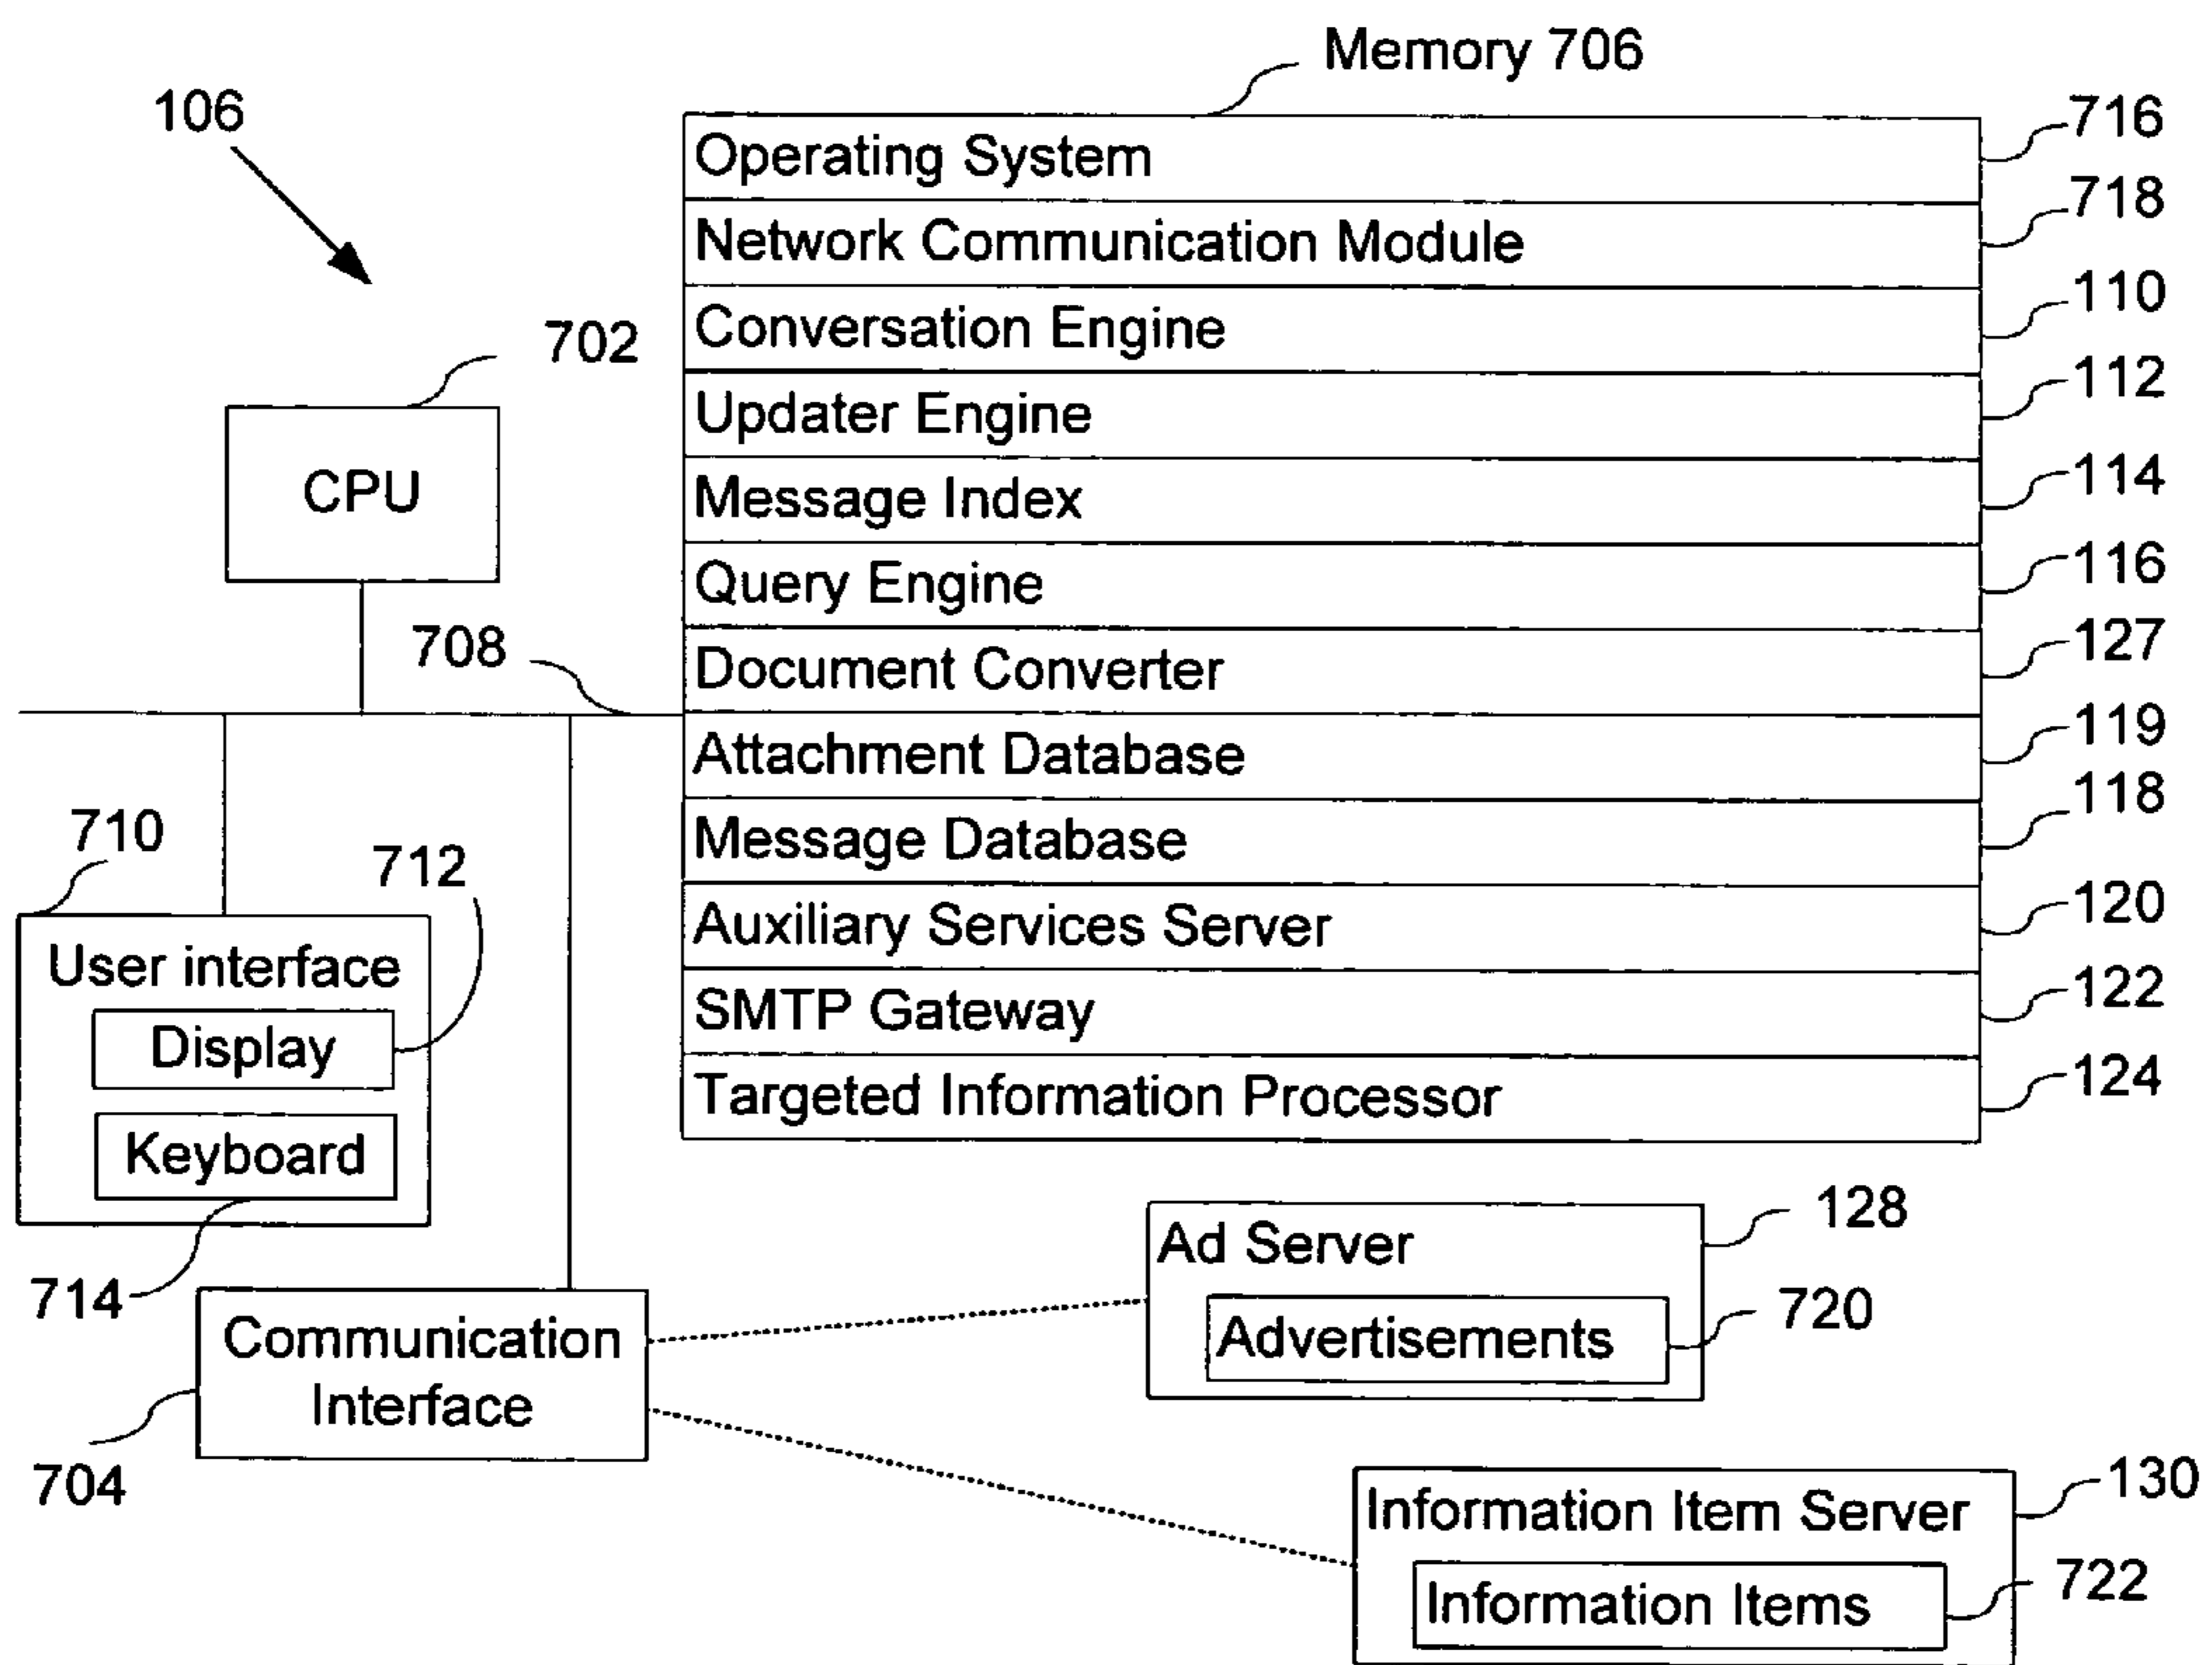 Memory 706
106
Operating System
716
Network Communication Module
718
Conversation Engine
110
702
Updater Engine
112
CPU
Message Index
114
Query Engine
116
708
Document Converter
127
Attachment Database
119
Message Database
118
710
712
Auxiliary Services Server
120
User interface
Display
Keyboard
SMTP Gateway
122
Targeted Information Processor
124
714
Communication
Interface
704
Ad Server
128
Advertisements
720
Information Item Server
130
Information Items
722